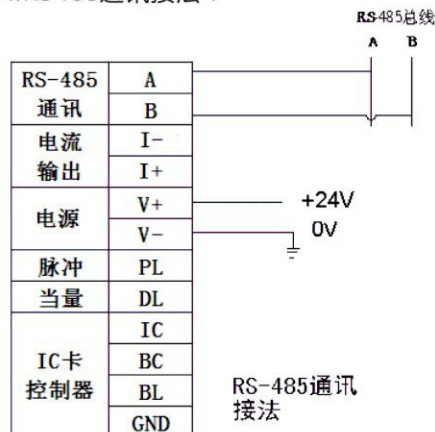 RS-485总线
A B
RS-485 A
通讯 B
电流 I-
输出 I+
电源 V+ +24V
V- 0V
脉冲 PL
当量 DL
IC
IC卡 BC
控制器 BL
GND
RS-485通讯
接法